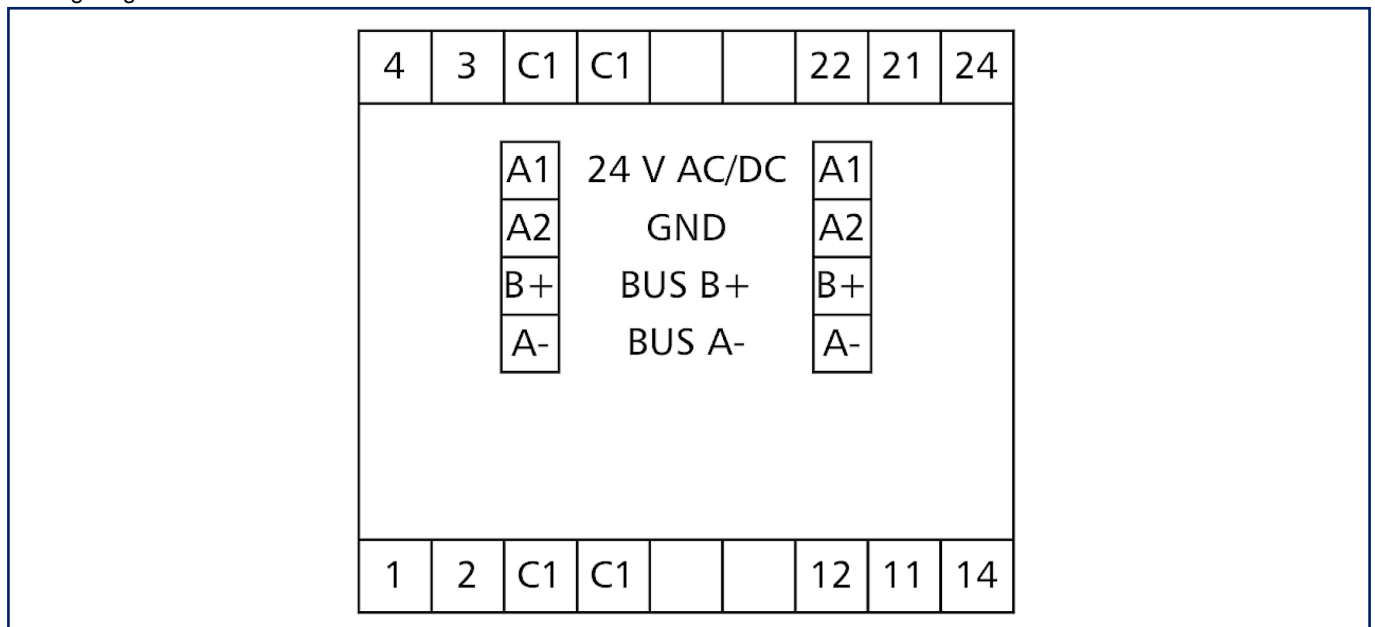 4 3 C1 C1 22 21 24
A1 24 V AC/DC A1
A2 GND A2
B+ BUS B+ B+
A- BUS A- A-
1 2 C1 C1 12 11 14